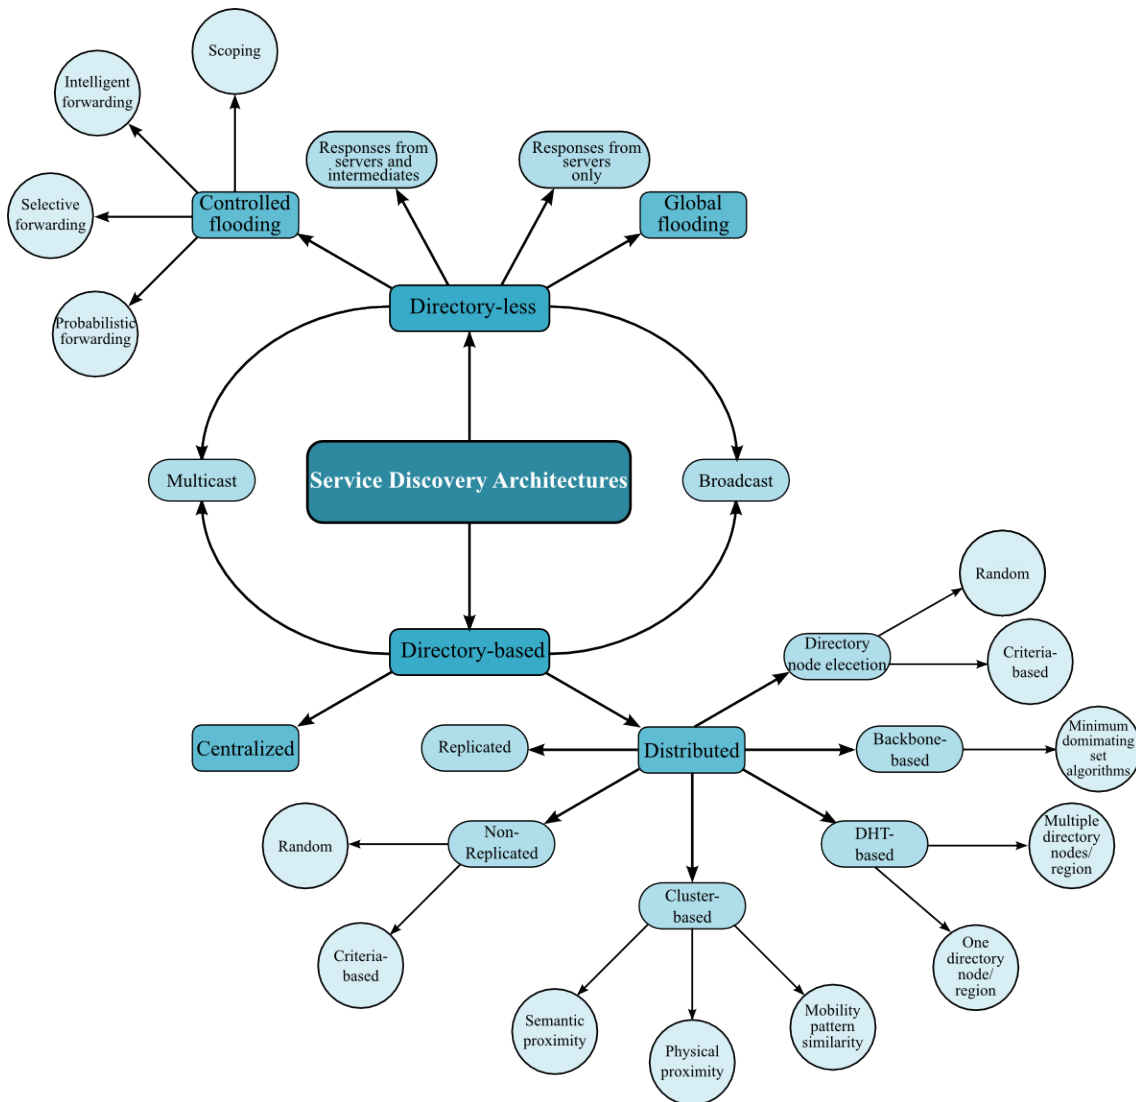 Scoping
Intelligent
forwarding
Responses from
servers and
intermediates
Responses from
servers
only
Selective
forwarding
Controlled
flooding
Global
flooding
Directory-less
Probabilistic
forwarding
Multicast
Service Discovery Architectures
Broadcast
Random
Directory-based
Directory
node elecetion
Criteria-
based
Centralized
Replicated
Distributed
Backbone-
based
Minimum
domimating
set
algorithms
Random
Non-
Replicated
DHT-
based
Multiple
directory
nodes/
region
Cluster-
based
Criteria-
based
One
directory
node/
region
Semantic
proximity
Physical
proximity
Mobility
pattern
similarity